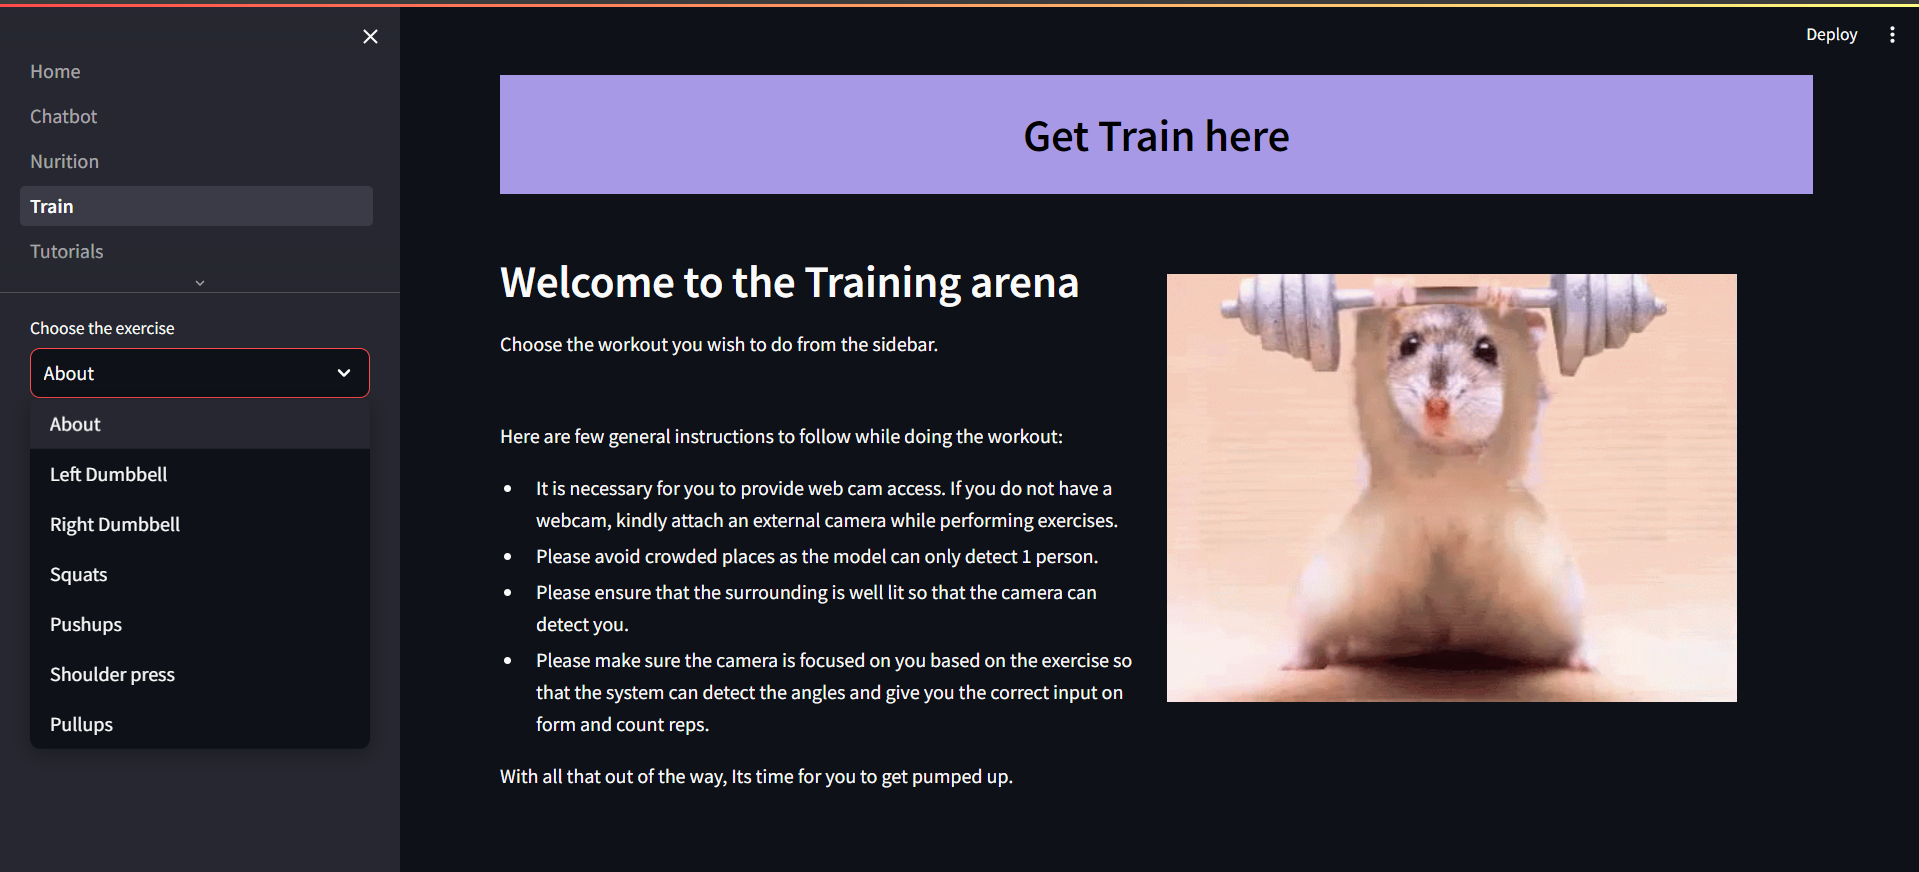 Home
Chatbot
Nurition
Train
Tutorials
Choose the exercise
About
About
Left Dumbbell
Right Dumbbell
Squats
Pushups
Shoulder press
Pullups
Deploy
Get Train here
Welcome to the Training arena
Choose the workout you wish to do from the sidebar.
Here are few general instructions to follow while doing the workout:
• It is necessary for you to provide web cam access. If you do not have a
webcam, kindly attach an external camera while performing exercises.
• Please avoid crowded places as the model can only detect 1 person.
• Please ensure that the surrounding is well lit so that the camera can
detect you.
• Please make sure the camera is focused on you based on the exercise so
that the system can detect the angles and give you the correct input on
form and count reps.
With all that out of the way, Its time for you to get pumped up.